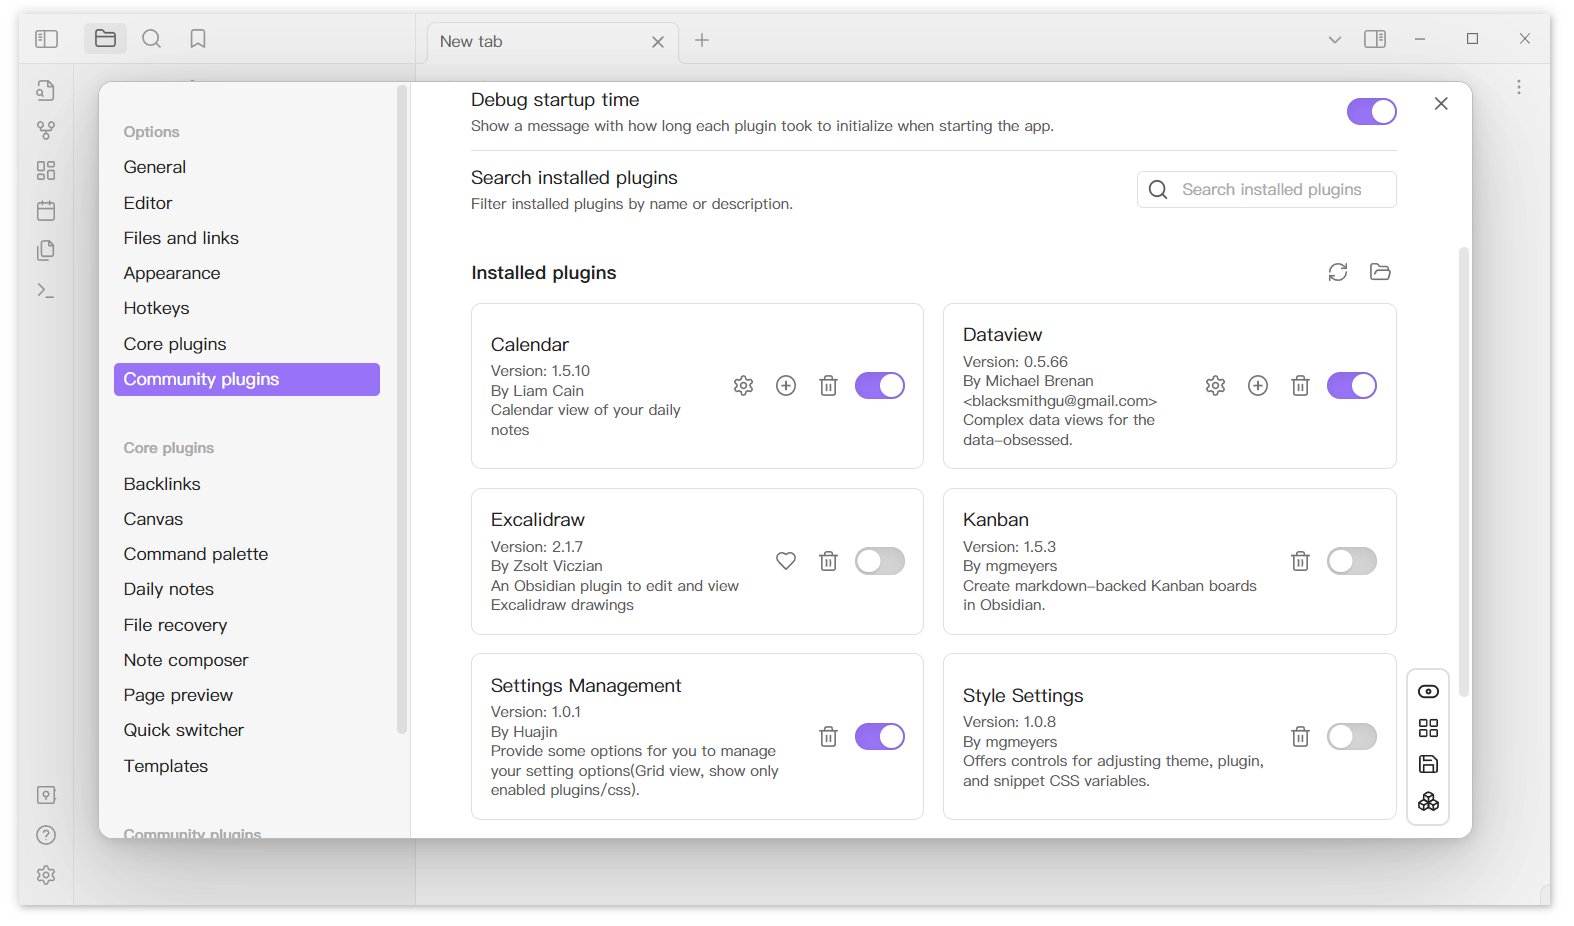 New tab
Options
General
Editor
Files and links
Appearance
Hotkeys
Core plugins
Community plugins
Core plugins
Backlinks
Canvas
Command palette
Daily notes
File recovery
Note composer
Page preview
Quick switcher
Templates
Community plugins
Debug startup time
Show a message with how long each plugin took to initialize when starting the app.
Search installed plugins
Filter installed plugins by name or description.
Search installed plugins
Installed plugins
Calendar
Version: 1.5.10
By Liam Cain
Calendar view of your daily
notes
Dataview
Version: 0.5.66
By Michael Brenan
<blacksmithgu@gmail.com>
Complex data views for the
data-obsessed.
Excalidraw
Version: 2.1.7
By Zsolt Viczian
An Obsidian plugin to edit and view
Excalidraw drawings
Kanban
Version: 1.5.3
By mgmeyers
Create markdown-backed Kanban boards
in Obsidian.
Settings Management
Version: 1.0.1
By Huajin
Provide some options for you to manage
your setting options(Grid view, show only
enabled plugins/css).
Style Settings
Version: 1.0.8
By mgmeyers
Offers controls for adjusting theme, plugin,
and snippet CSS variables.